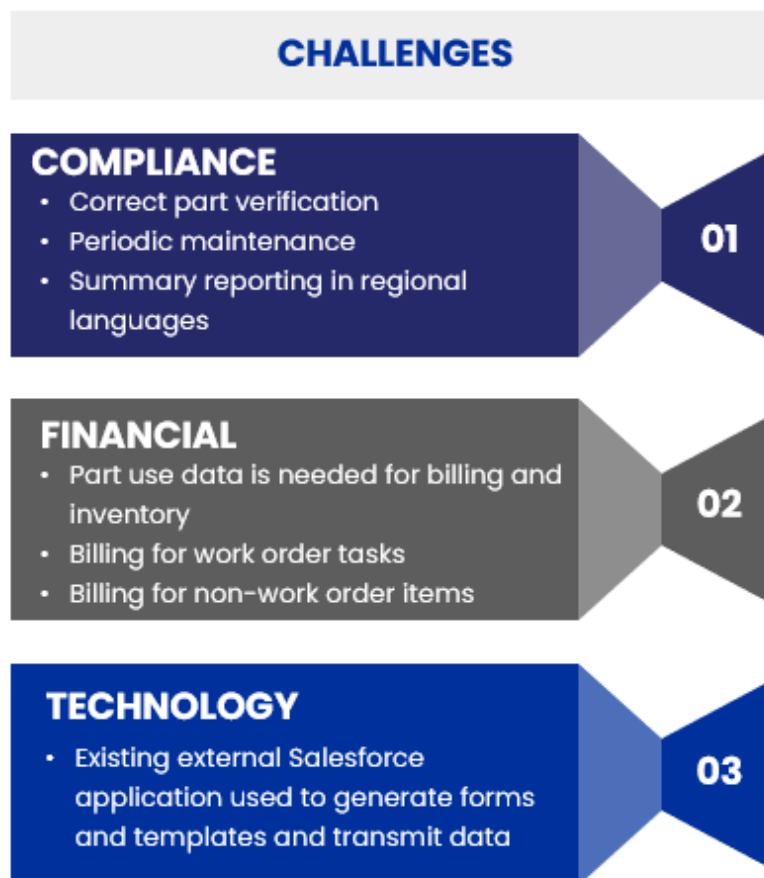 CHALLENGES
COMPLIANCE
• Correct part verification
• Periodic maintenance
• Summary reporting in regional
languages
01
FINANCIAL
• Part use data is needed for billing and
inventory
• Billing for work order tasks
• Billing for non-work order items
02
TECHNOLOGY
• Existing external Salesforce
application used to generate forms
and templates and transmit data
03